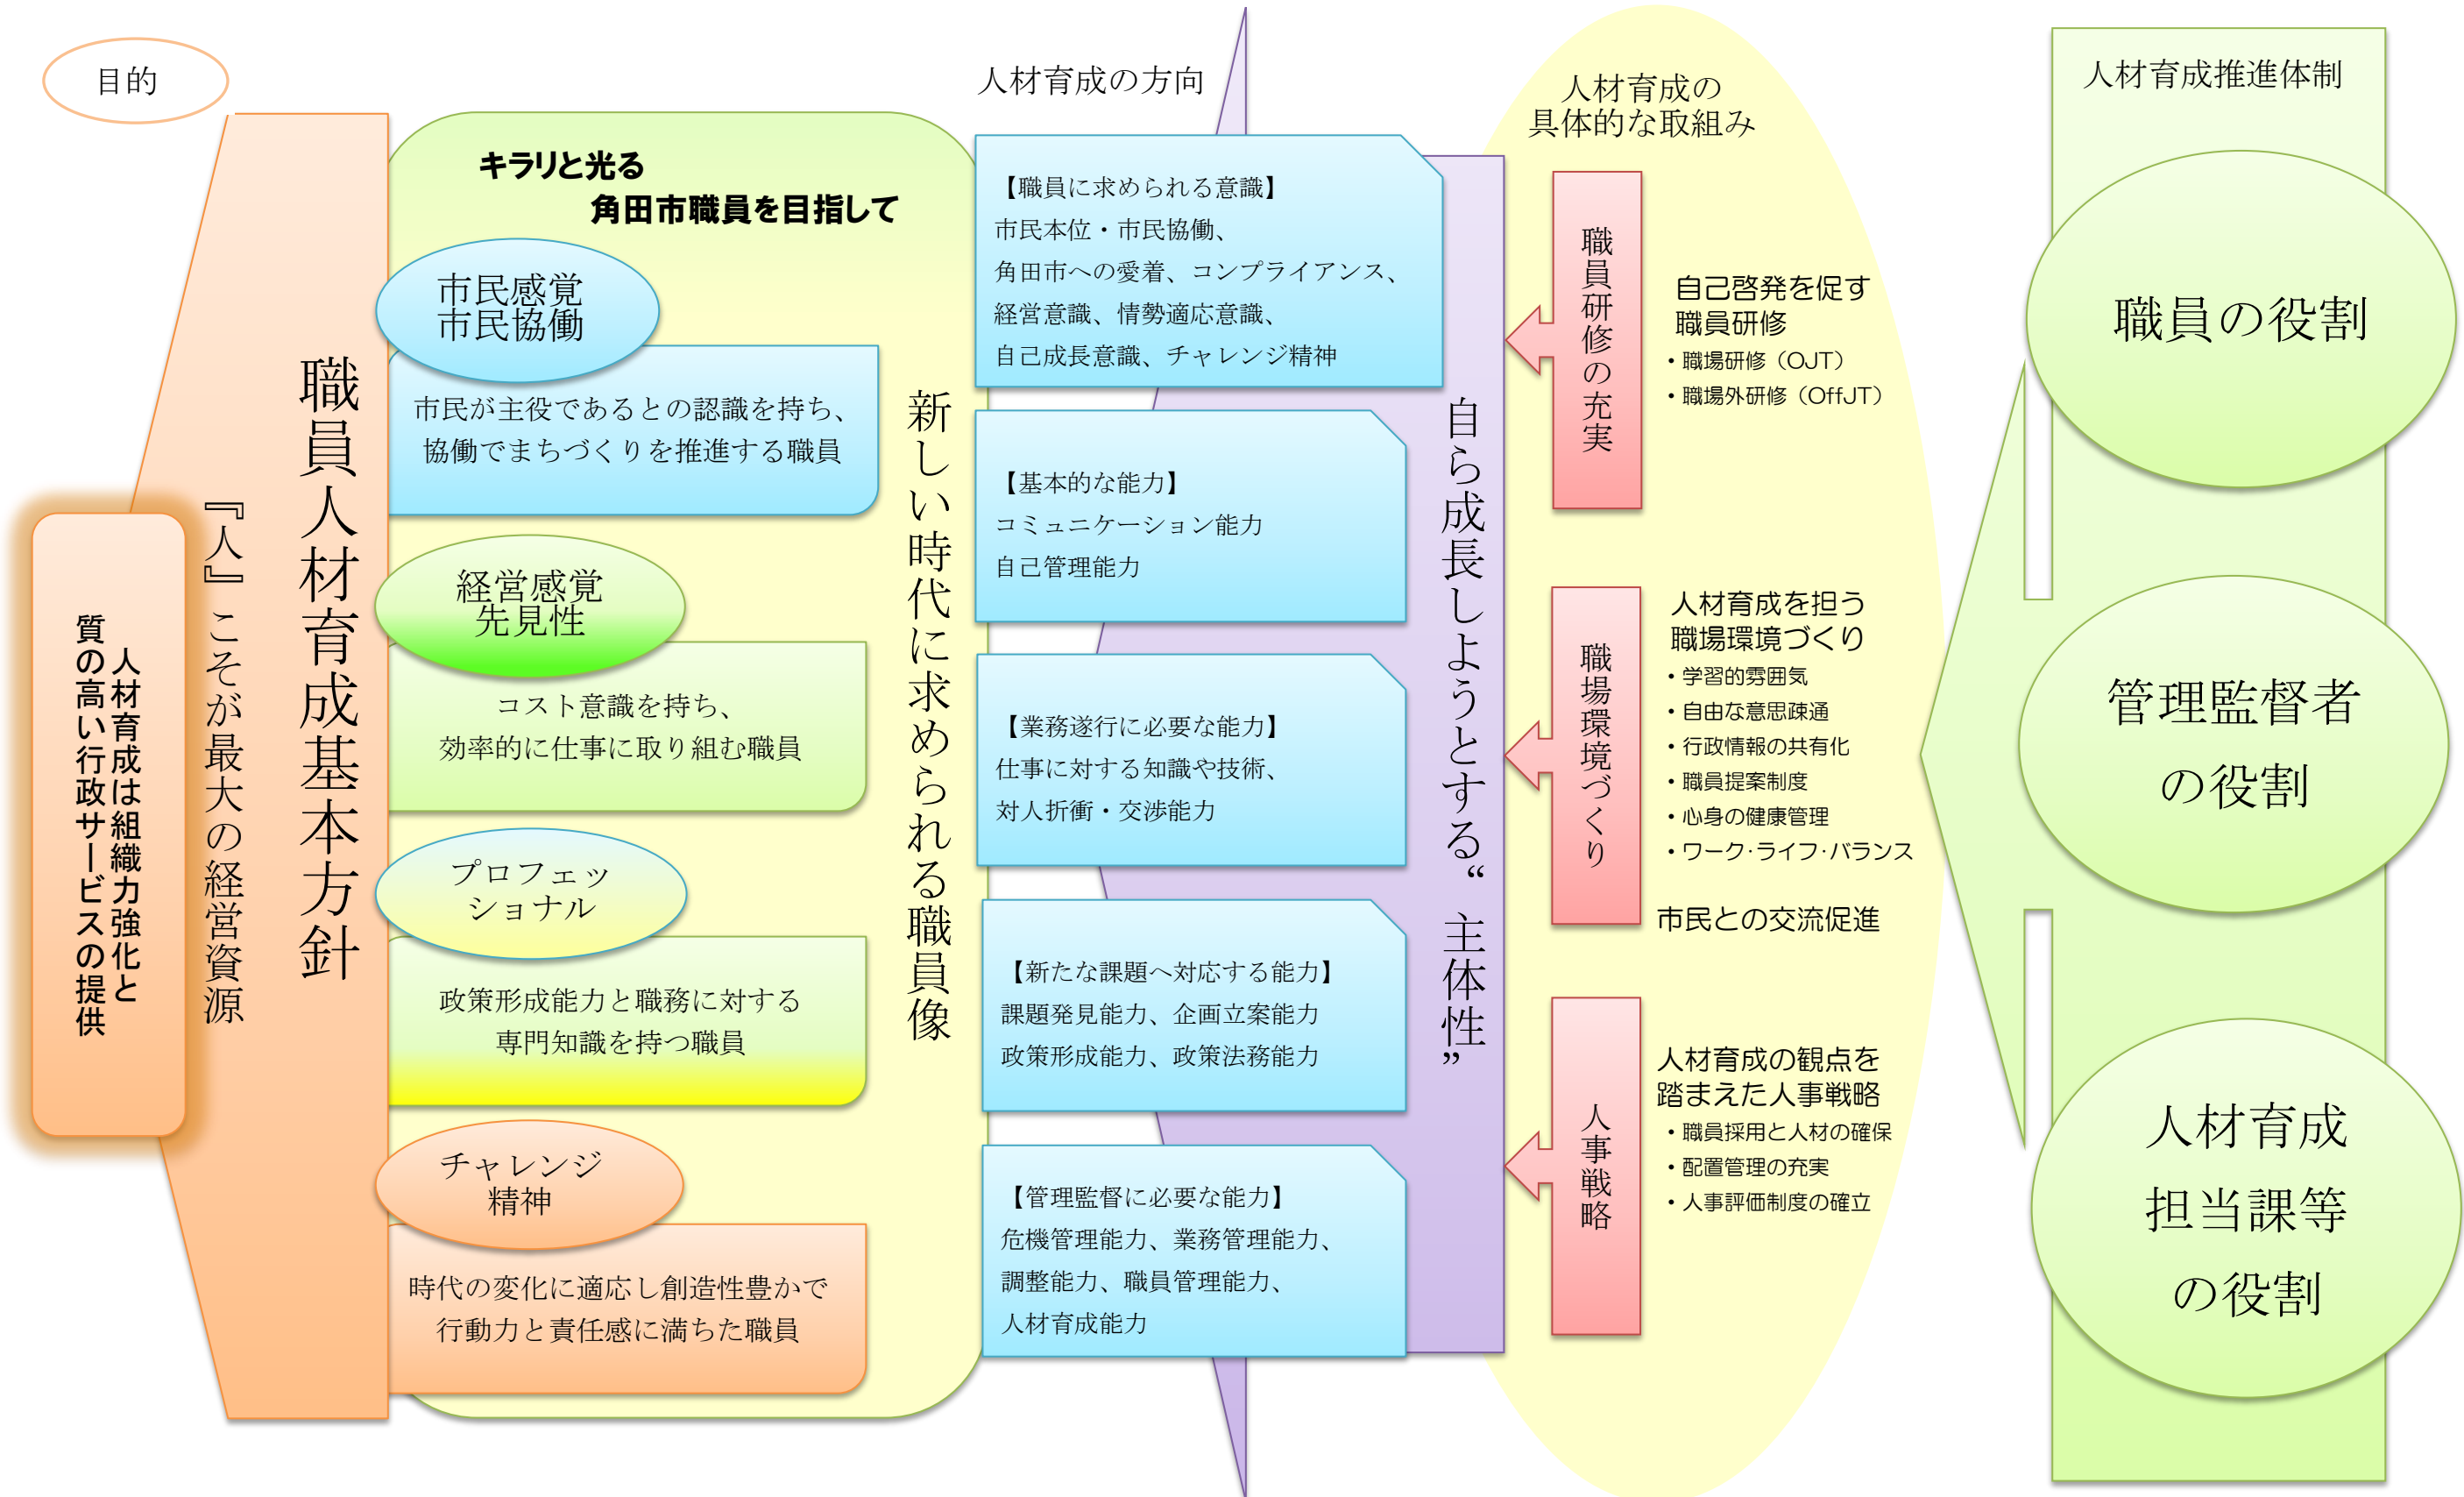 目的
人材育成は組織力強化と
質の高い行政サービスの提供
職員人材育成基本方針
『人』こそが最大の経営資源
キラリと光る
角田市職員を目指して
市民感覚
市民協働
市民が主役であるとの認識を持ち、
協働でまちづくりを推進する職員
経営感覚
先見性
コスト意識を持ち、
効率的に仕事に取り組む職員
プロフェッ
ショナル
政策形成能力と職務に対する
専門知識を持つ職員
チャレンジ
精神
時代の変化に適応し創造性豊かで
行動力と責任感に満ちた職員
新しい時代に求められる職員像
人材育成の方向
【職員に求められる意識】
市民本位・市民協働、
角田市への愛着、コンプライアンス、
経営意識、情勢適応意識、
自己成長意識、チャレンジ精神
【基本的な能力】
コミュニケーション能力
自己管理能力
【業務遂行に必要な能力】
仕事に対する知識や技術、
対人折衝・交渉能力
【新たな課題へ対応する能力】
課題発見能力、企画立案能力
政策形成能力、政策法務能力
【管理監督に必要な能力】
危機管理能力、業務管理能力、
調整能力、職員管理能力、
人材育成能力
自ら成長しようとする“主体性”
人材育成の
具体的な取組み
職員研修の充実
自己啓発を促す
職員研修
・職場研修（OJT）
・職場外研修（OffJT）
職場環境づくり
人材育成を担う
職場環境づくり
・学習的雰囲気
・自由な意思疎通
・行政情報の共有化
・職員提案制度
・心身の健康管理
・ワーク・ライフ・バランス
市民との交流促進
人事戦略
人材育成の観点を
踏まえた人事戦略
・職員採用と人材の確保
・配置管理の充実
・人事評価制度の確立
人材育成推進体制
職員の役割
管理監督者
の役割
人材育成
担当課等
の役割